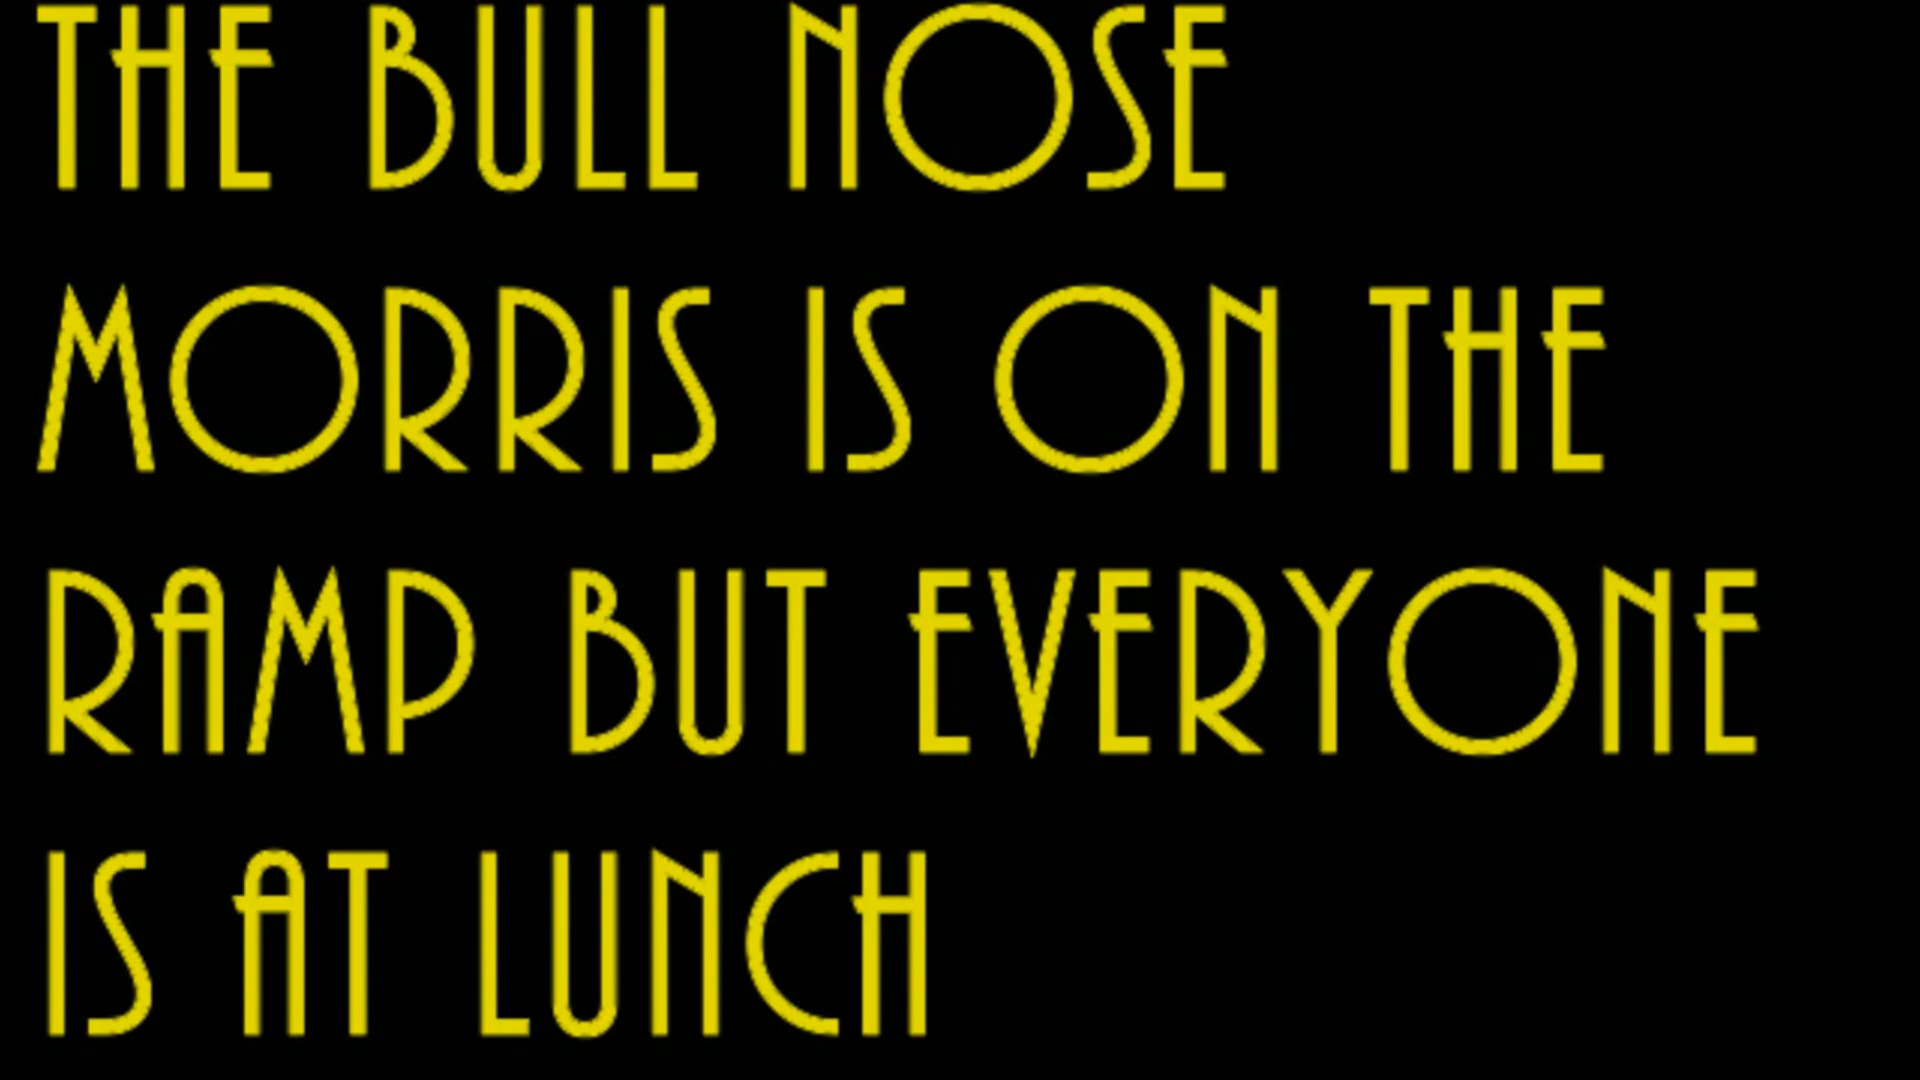 THE BULL NOSE
MORRIS IS ON THE
RAMP BUT EVERYONE
IS AT LUNCH